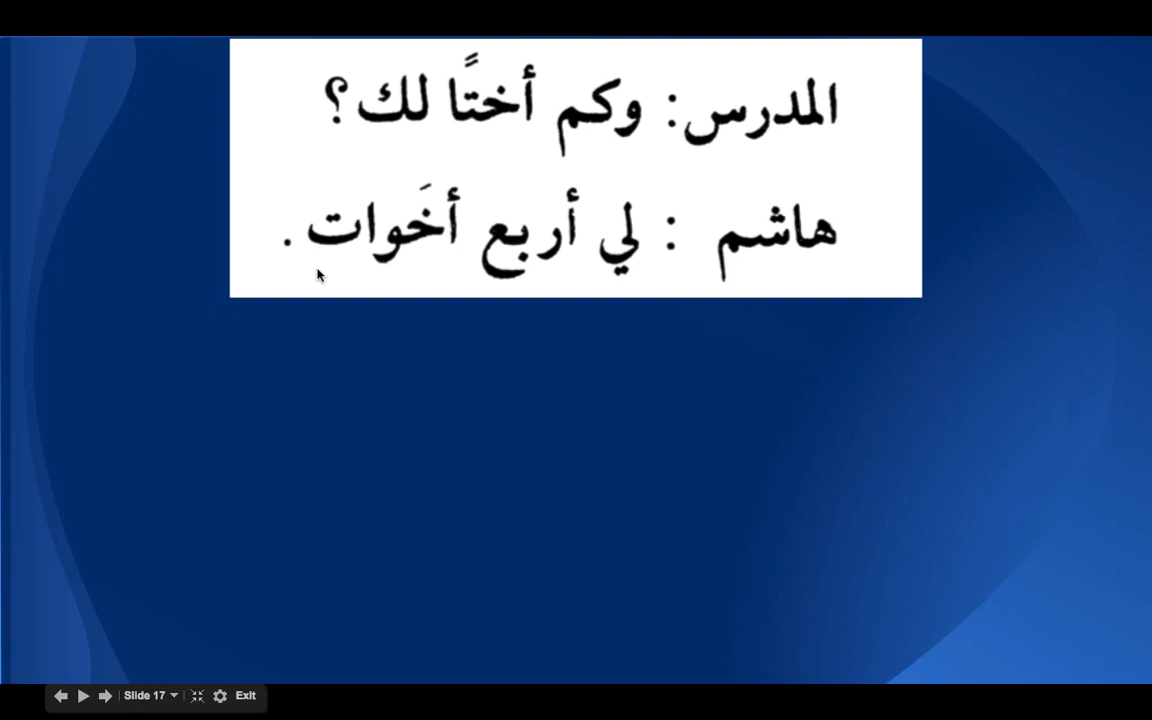 المدرس: وكم أختًا لك؟
هاشم : لي أربع أخَوات .
Slide 17
Exit